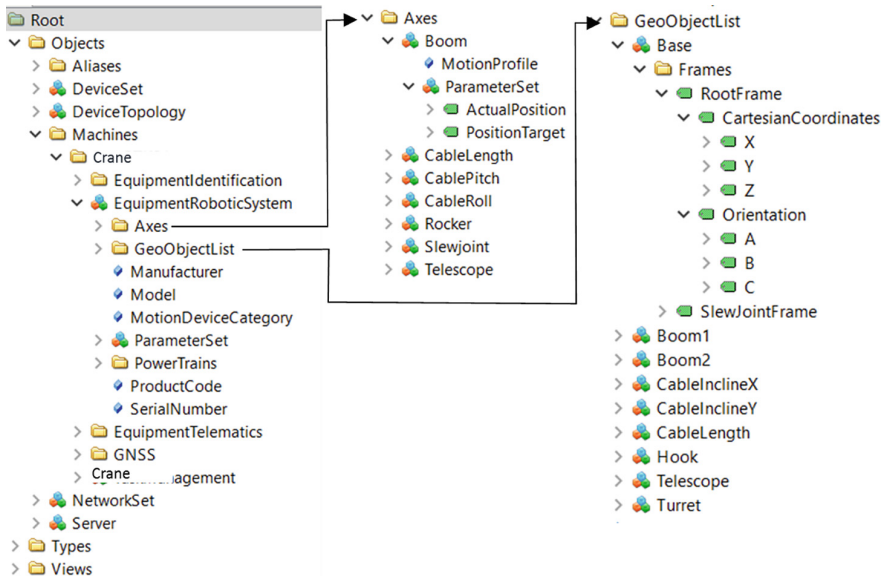 Root
Objects
Aliases
DeviceSet
DeviceTopology
Machines
Crane
EquipmentIdentification
EquipmentRoboticSystem
Axes
GeoObjectList
Manufacturer
Model
MotionDeviceCategory
ParameterSet
PowerTrains
ProductCode
SerialNumber
EquipmentTelematics
GNSS
Crane
NetworkSet
Server
Types
Views
Axes
Boom
MotionProfile
ParameterSet
ActualPosition
PositionTarget
CableLength
CablePitch
CableRoll
Rocker
Slewjoint
Telescope
GeoObjectList
Base
Frames
RootFrame
CartesianCoordinates
X
Y
Z
Orientation
A
B
C
SlewJointFrame
Boom1
Boom2
CableInclineX
CableInclineY
CableLength
Hook
Telescope
Turret